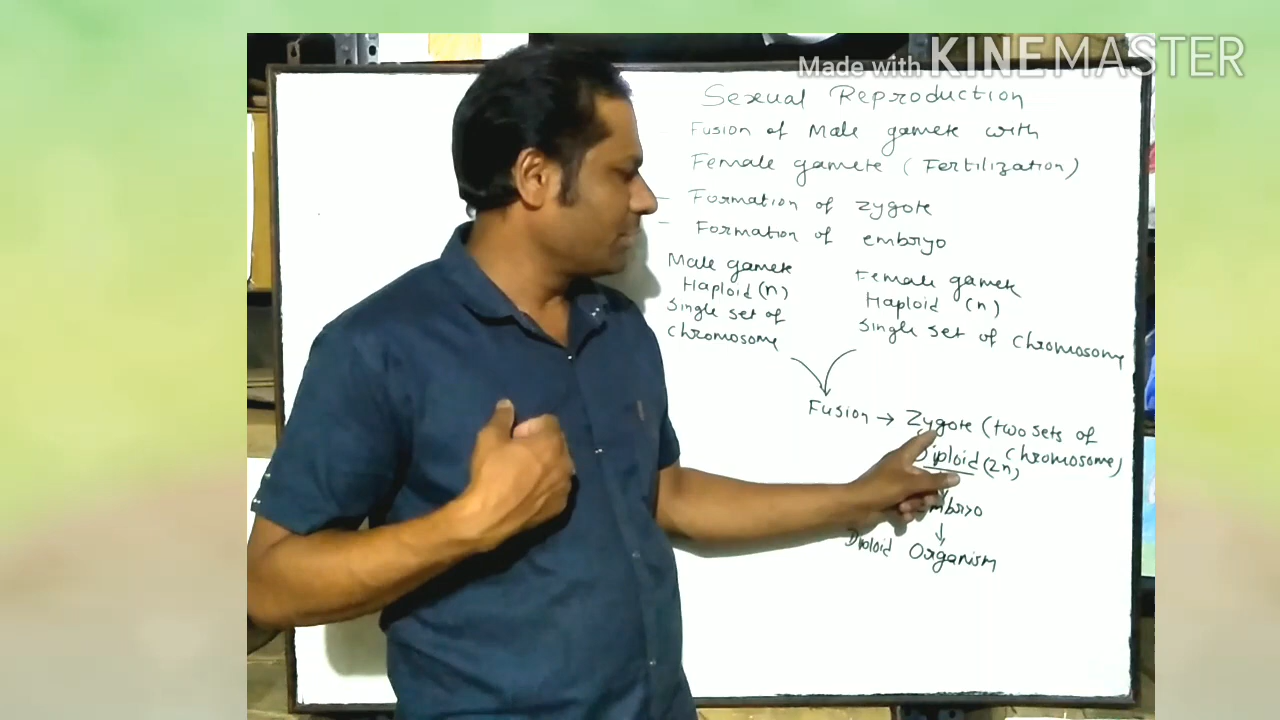 Made with KINEMASTER
Sexual Reproduction
Fusion of Male gamete with
Female gamete (Fertilization)
- Formation of zygote
- Formation of embryo
Male gamete
Haploid (n)
Single set of
chromosome
Female gamete
Haploid (n)
Single set of chromosome
Fusion → Zygote (two sets of
chromosome)
Diploid (2n)
Embryo
↓
Diploid Organism